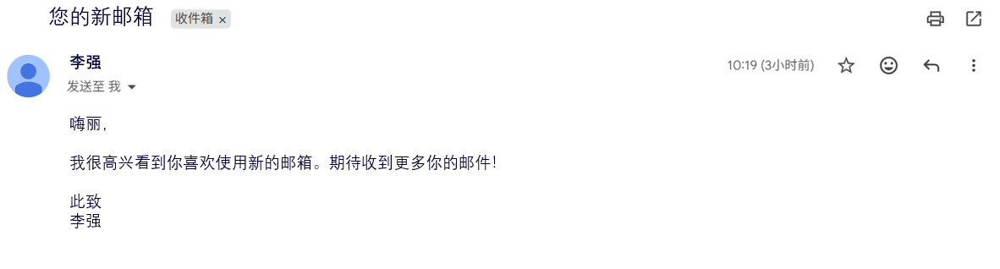 您的新邮箱 收件箱 ×
李强 10:19 (3小时前)
发送至 我
嗨丽，
我很高兴看到你喜欢使用新的邮箱。期待收到更多你的邮件!
此致
李强